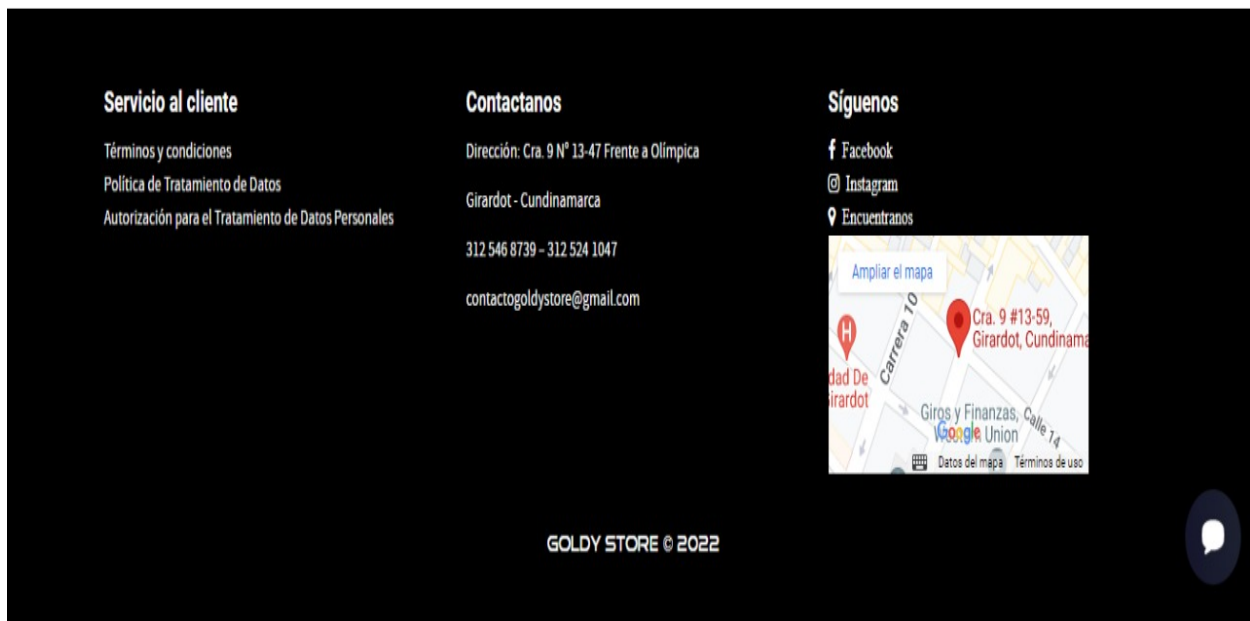 Servicio al cliente
Términos y condiciones
Política de Tratamiento de Datos
Autorización para el Tratamiento de Datos Personales
Contactanos
Dirección: Cra. 9 Nº 13-47 Frente a Olímpica
Girardot - Cundinamarca
312 546 8739 – 312 524 1047
contactogoldystore@gmail.com
Síguenos
Facebook
Instagram
Encuentranos
Ampliar el mapa
Carrera 10
Cra. 9 #13-59,
Girardot, Cundinama
H
dad De
irardot
Giros y Finanzas,
Western Union
Calle 14
Google
Datos del mapa Términos de uso
GOLDY STORE © 2022